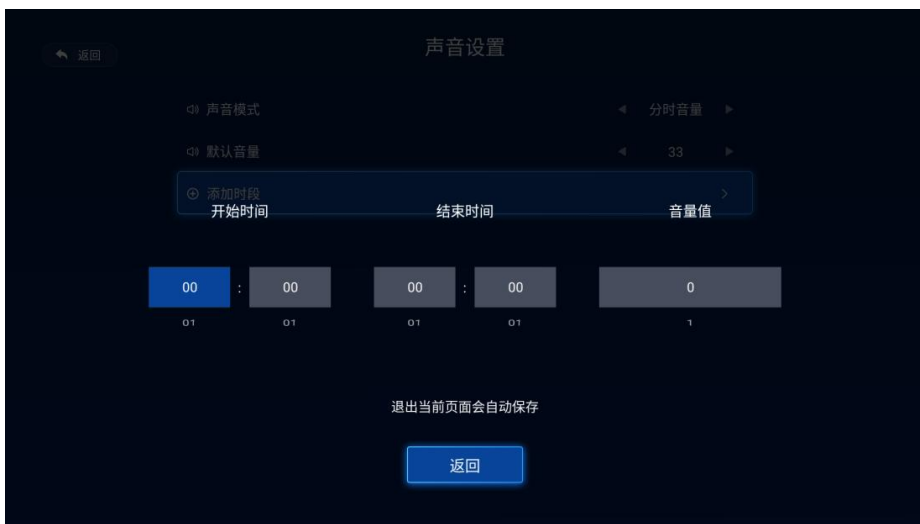 返回
声音设置
声音模式
分时音量
默认音量
33
添加时段
开始时间 结束时间 音量值
00 : 00 00 : 00 0
01 01 01 01 1
退出当前页面会自动保存
返回